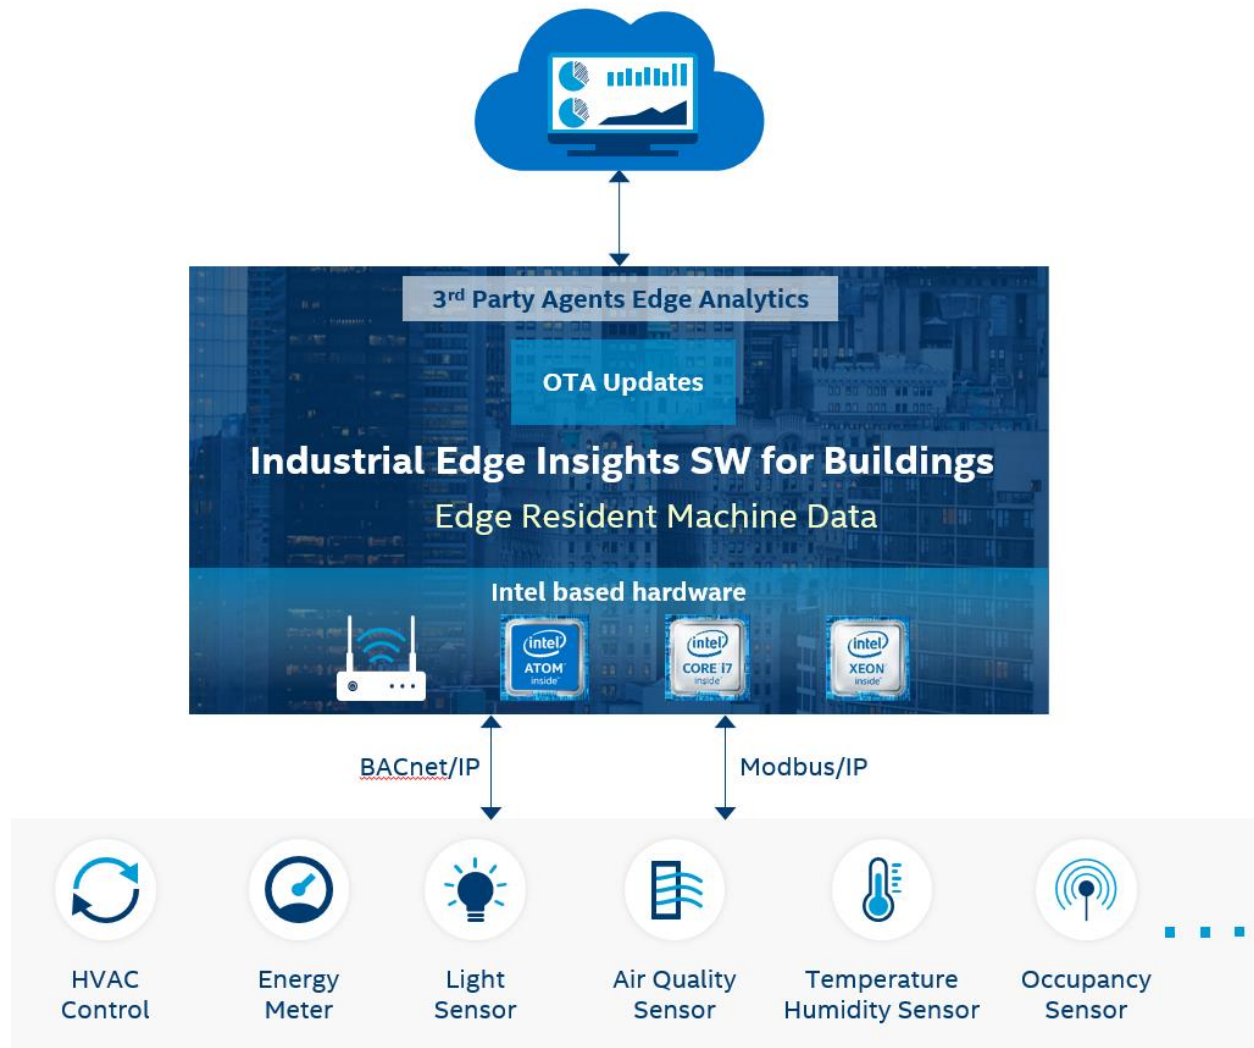 3rd Party Agents Edge Analytics
OTA Updates
Industrial Edge Insights SW for Buildings
Edge Resident Machine Data
Intel based hardware
intel
ATOM
inside
intel
CORE i7
inside
intel
XEON
inside
BACnet/IP
Modbus/IP
HVAC
Control
Energy
Meter
Light
Sensor
Air Quality
Sensor
Temperature
Humidity Sensor
Occupancy
Sensor